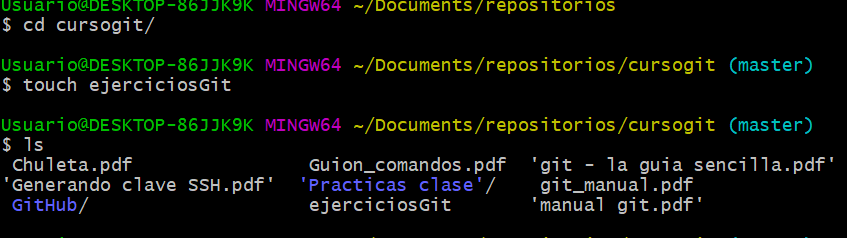 Usuario@DESKTOP-86JJK9K MINGW64 ~/Documents/repositorios
$ cd cursogit/
Usuario@DESKTOP-86JJK9K MINGW64 ~/Documents/repositorios/cursogit (master)
$ touch ejerciciosGit
Usuario@DESKTOP-86JJK9K MINGW64 ~/Documents/repositorios/cursogit (master)
$ ls
Chuleta.pdf Guion_comandos.pdf 'git - la guia sencilla.pdf'
'Generando clave SSH.pdf' 'Practicas clase'/ git_manual.pdf
GitHub/ ejerciciosGit 'manual git.pdf'